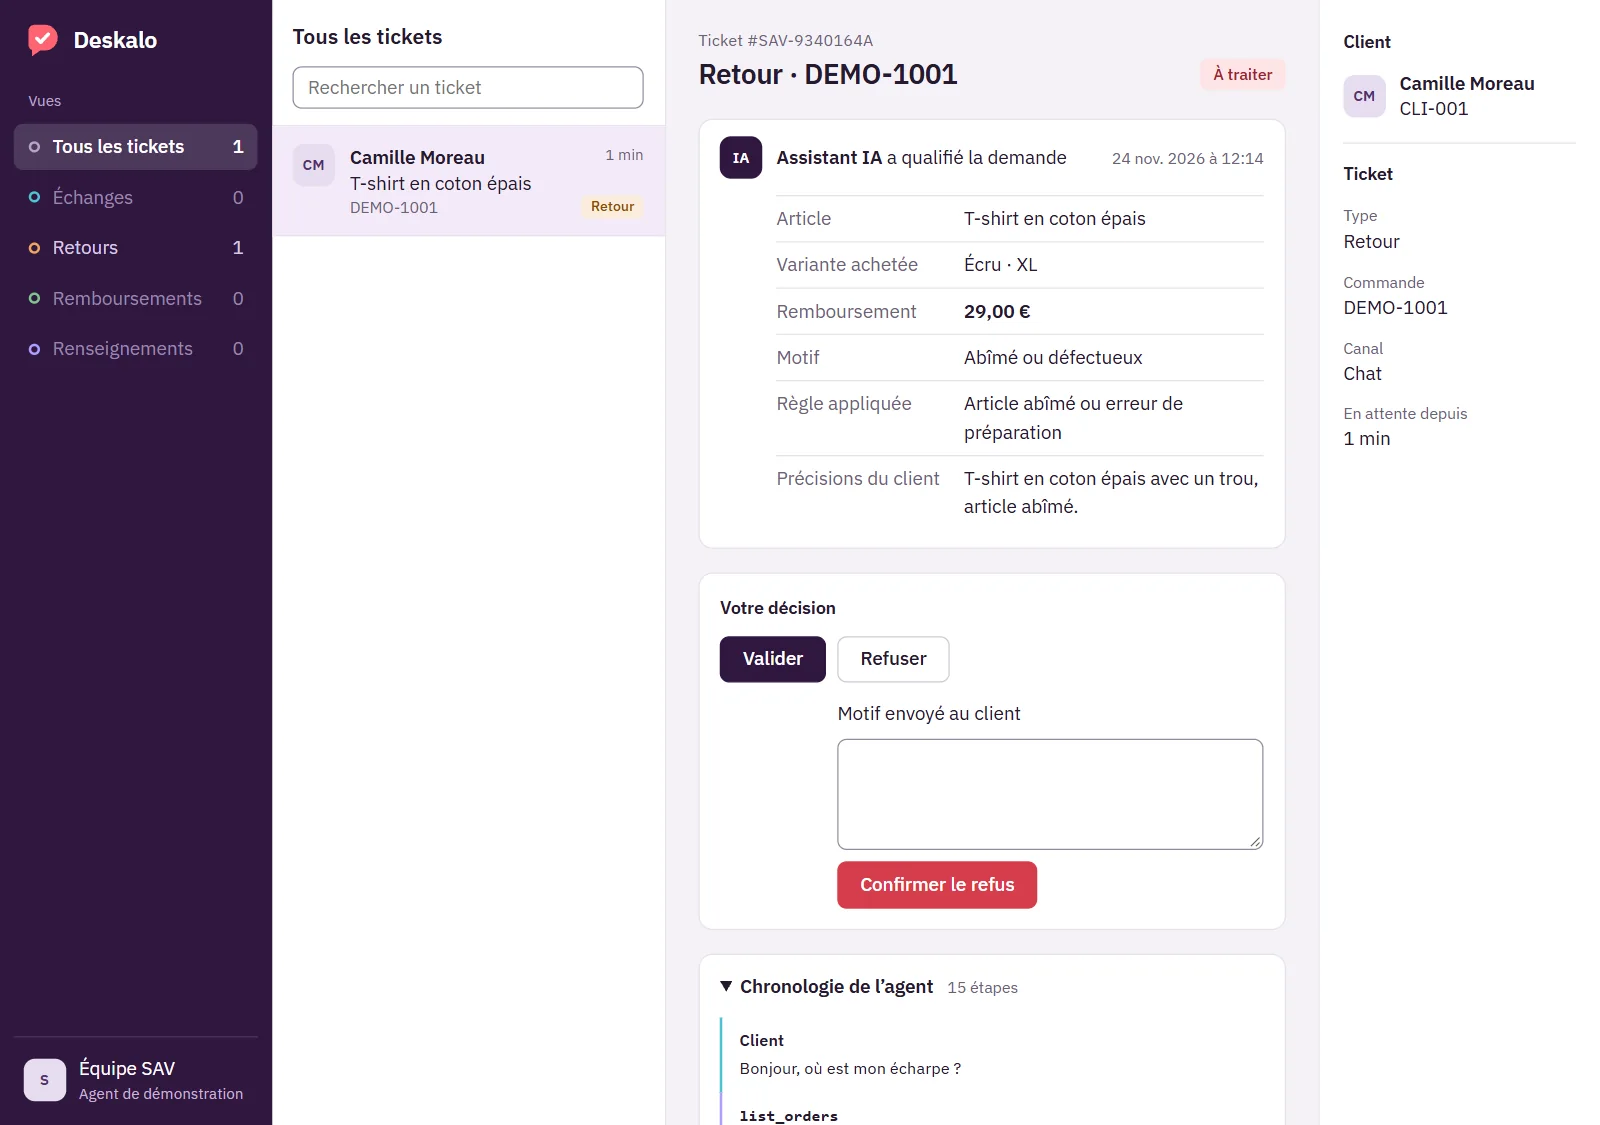 Deskalo
Vues
Tous les tickets 1
Échanges 0
Retours 1
Remboursements 0
Renseignements 0
S
Équipe SAV
Agent de démonstration
Tous les tickets
Rechercher un ticket
CM
Camille Moreau 1 min
T-shirt en coton épais
DEMO-1001 Retour
Ticket #SAV-9340164A
Retour · DEMO-1001
À traiter
IA
Assistant IA a qualifié la demande 24 nov. 2026 à 12:14
Article T-shirt en coton épais
Variante achetée Écru · XL
Remboursement 29,00 €
Motif Abîmé ou défectueux
Règle appliquée Article abîmé ou erreur de
préparation
Précisions du client T-shirt en coton épais avec un trou,
article abîmé.
Votre décision
Valider Refuser
Motif envoyé au client
Confirmer le refus
▼ Chronologie de l’agent 15 étapes
Client
Bonjour, où est mon écharpe ?
list_orders
Client
CM
Camille Moreau
CLI-001
Ticket
Type
Retour
Commande
DEMO-1001
Canal
Chat
En attente depuis
1 min